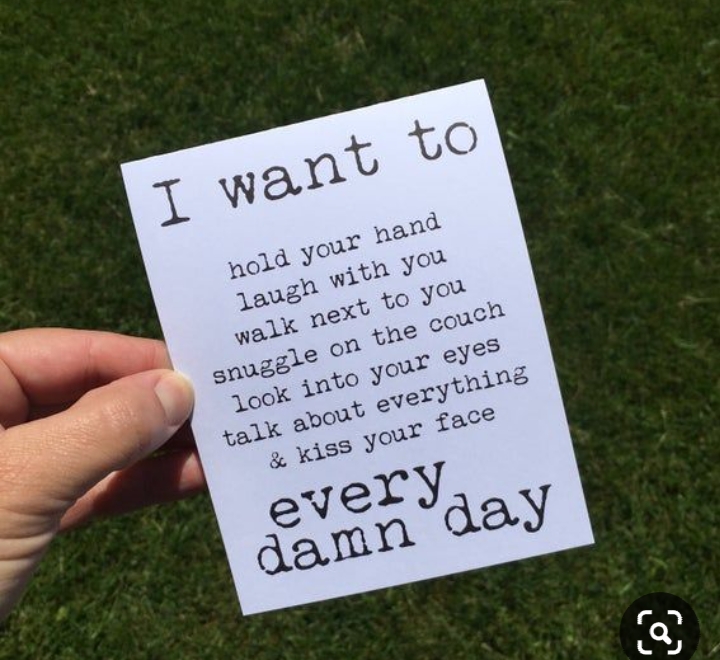 I want to
hold your hand
laugh with you
walk next to you
snuggle on the couch
look into your eyes
talk about everything
& kiss your face
every
damn day